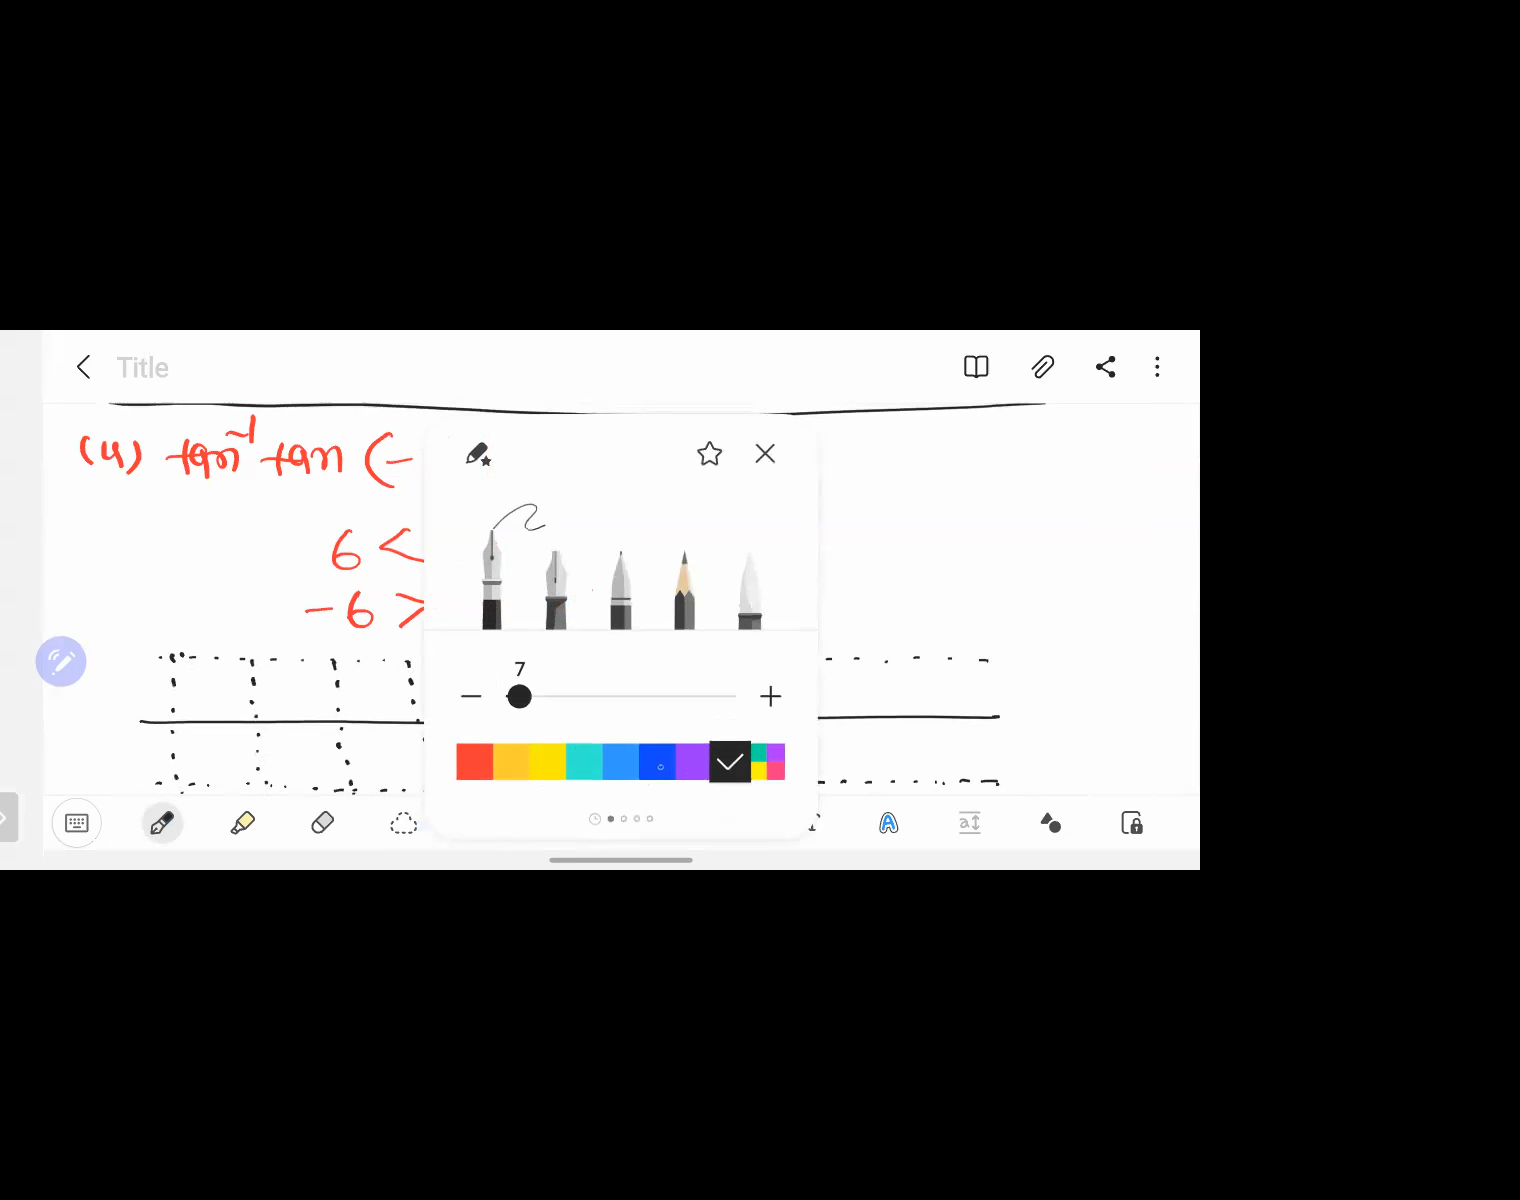 Title
(4) tan⁻¹ tan (-
6 <
-6 >
7
A
a